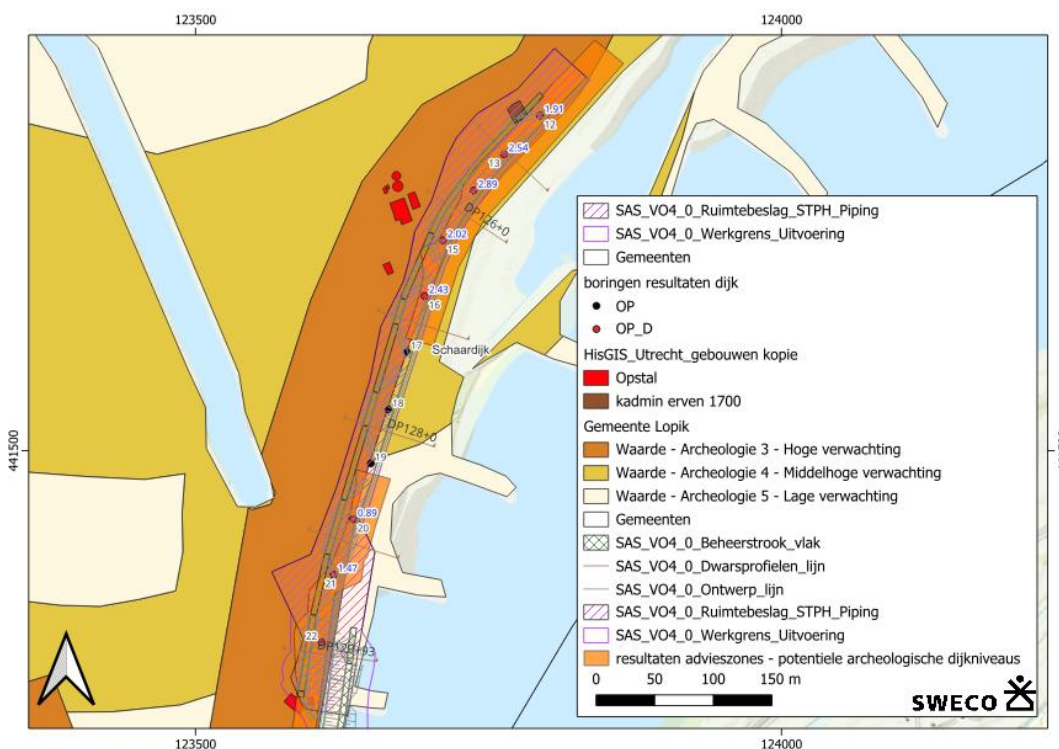 123500 124000
1.91
12
2.54
13
2.89
DP126+0
2.02
15
2.43
16
17
Schaardijk
18
DP128+0
441500
19
0.89
20
1.47
21
22
SAS_VO4_0_Ruimtebeslag_STPH_Piping
SAS_VO4_0_Werkgrens_Uitvoering
Gemeenten
boringen resultaten dijk
OP
OP_D
HisGIS_Utrecht_gebouwen kopie
Opstal
kadmin erven 1700
Gemeente Lopik
Waarde - Archeologie 3 - Hoge verwachting
Waarde - Archeologie 4 - Middelhoge verwachting
Waarde - Archeologie 5 - Lage verwachting
Gemeenten
SAS_VO4_0_Beheerstrook_vlak
SAS_VO4_0_Dwarsprofielen_lijn
SAS_VO4_0_Ontwerp_lijn
SAS_VO4_0_Ruimtebeslag_STPH_Piping
SAS_VO4_0_Werkgrens_Uitvoering
resultaten advieszones - potentiele archeologische dijkniveaus
0 50 100 150 m
SWECO
123500 124000